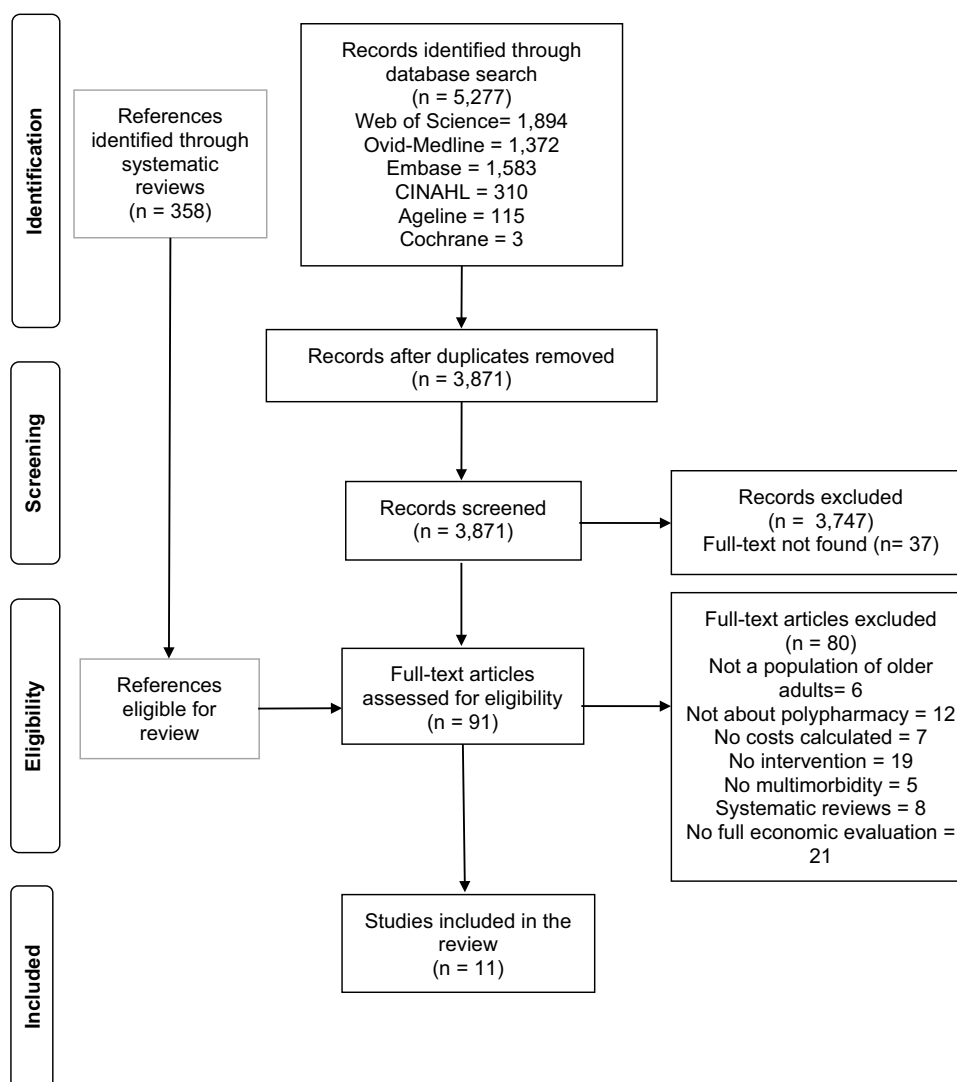 Identification
References
identified through
systematic
reviews
(n = 358)
Records identified through
database search
(n = 5,277)
Web of Science= 1,894
Ovid-Medline = 1,372
Embase = 1,583
CINAHL = 310
Ageline = 115
Cochrane = 3
Records after duplicates removed
(n = 3,871)
Screening
Records screened
(n = 3,871)
Records excluded
(n = 3,747)
Full-text not found (n= 37)
Eligibility
References
eligible for
review
Full-text articles
assessed for eligibility
(n = 91)
Full-text articles excluded
(n = 80)
Not a population of older
adults= 6
Not about polypharmacy = 12
No costs calculated = 7
No intervention = 19
No multimorbidity = 5
Systematic reviews = 8
No full economic evaluation =
21
Included
Studies included in the
review
(n = 11)